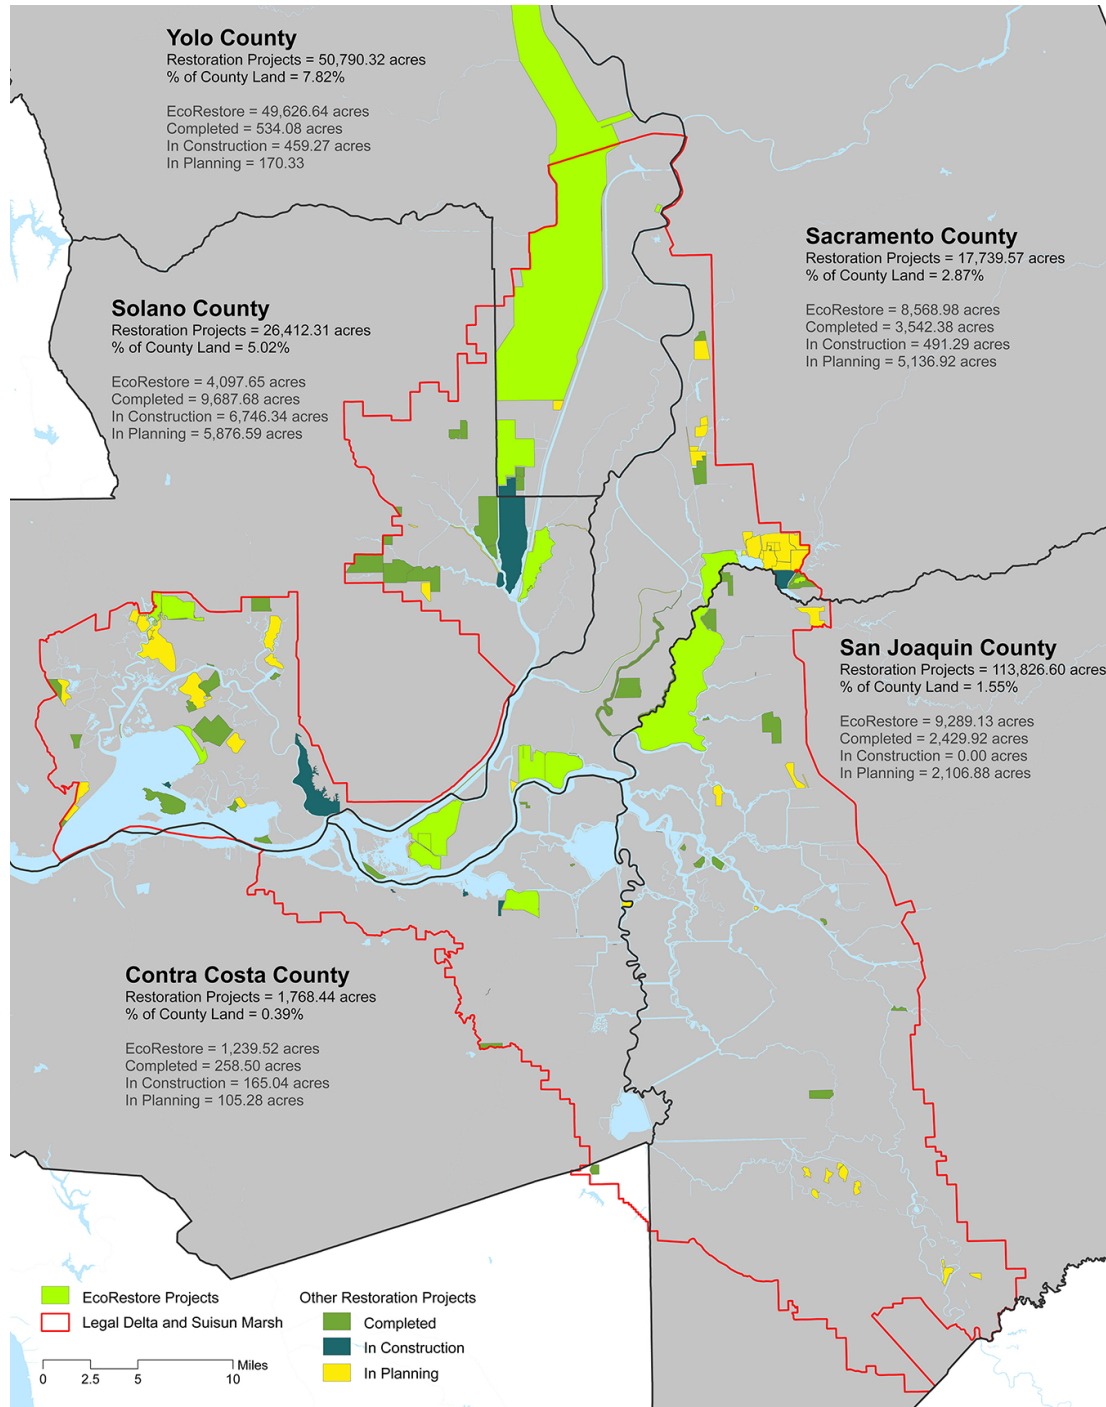 Yolo County
Restoration Projects = 50,790.32 acres
% of County Land = 7.82%
EcoRestore = 49,626.64 acres
Completed = 534.08 acres
In Construction = 459.27 acres
In Planning = 170.33
Sacramento County
Restoration Projects = 17,739.57 acres
% of County Land = 2.87%
EcoRestore = 8,568.98 acres
Completed = 3,542.38 acres
In Construction = 491.29 acres
In Planning = 5,136.92 acres
Solano County
Restoration Projects = 26,412.31 acres
% of County Land = 5.02%
EcoRestore = 4,097.65 acres
Completed = 9,687.68 acres
In Construction = 6,746.34 acres
In Planning = 5,876.59 acres
San Joaquin County
Restoration Projects = 113,826.60 acres
% of County Land = 1.55%
EcoRestore = 9,289.13 acres
Completed = 2,429.92 acres
In Construction = 0.00 acres
In Planning = 2,106.88 acres
Contra Costa County
Restoration Projects = 1,768.44 acres
% of County Land = 0.39%
EcoRestore = 1,239.52 acres
Completed = 258.50 acres
In Construction = 165.04 acres
In Planning = 105.28 acres
EcoRestore Projects
Legal Delta and Suisun Marsh
Other Restoration Projects
Completed
In Construction
In Planning
Miles
0 2.5 5 10